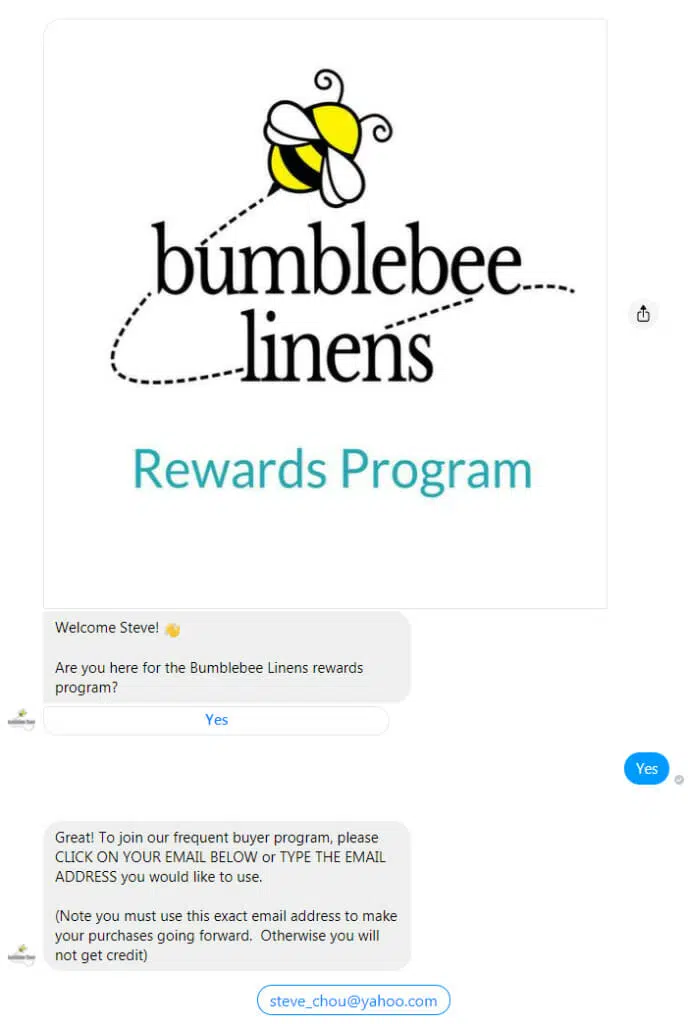 bumblebee
linens
Rewards Program
Welcome Steve! 👋
Are you here for the Bumblebee Linens rewards
program?
Yes
Yes
Great! To join our frequent buyer program, please
CLICK ON YOUR EMAIL BELOW or TYPE THE EMAIL
ADDRESS you would like to use.
(Note you must use this exact email address to make
your purchases going forward.  Otherwise you will
not get credit)
steve_chou@yahoo.com